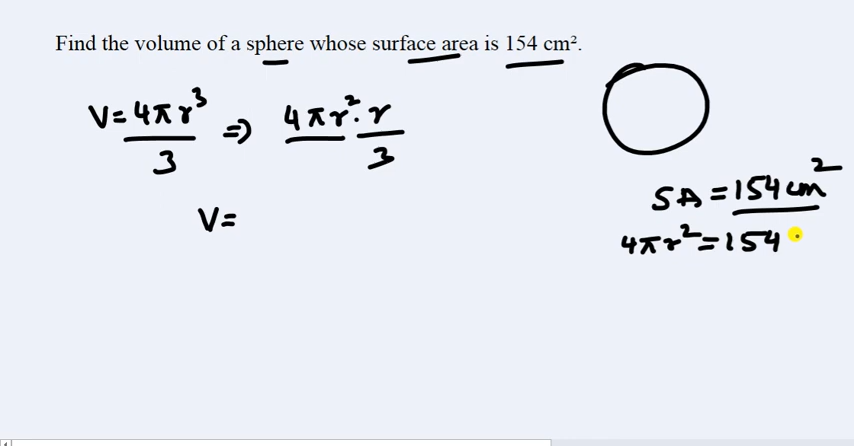 Find the volume of a sphere whose surface area is 154 cm².
V = 4πr³/3 ⇒ 4πr² · r/3
V =
SA = 154 cm²
4πr² = 154